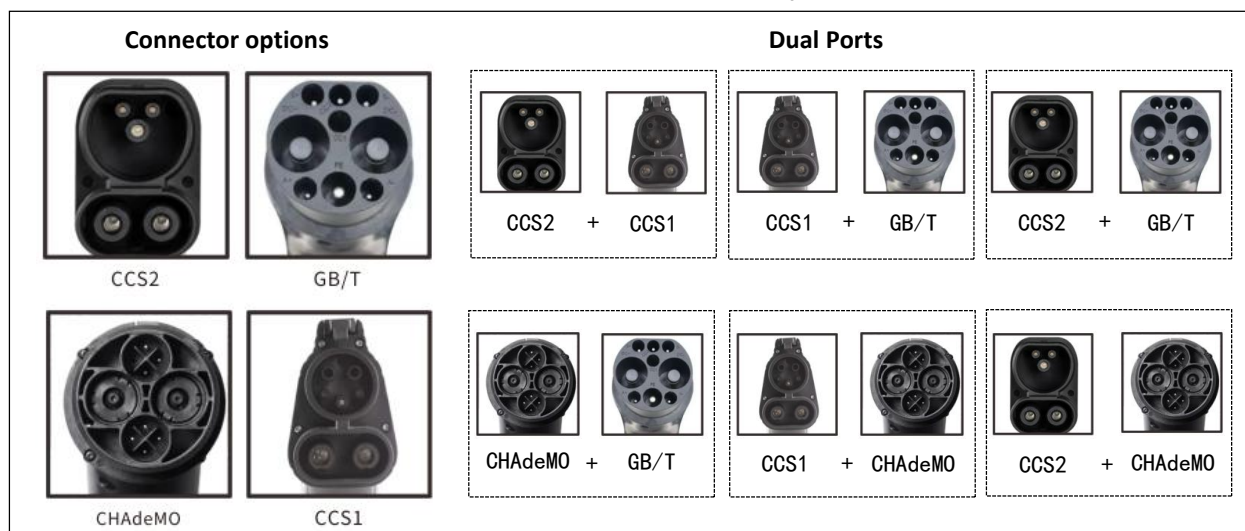 Connector options
Dual Ports
CCS2
GB/T
CHAdeMO
CCS1
CCS2 + CCS1
CCS1 + GB/T
CCS2 + GB/T
CHAdeMO + GB/T
CCS1 + CHAdeMO
CCS2 + CHAdeMO